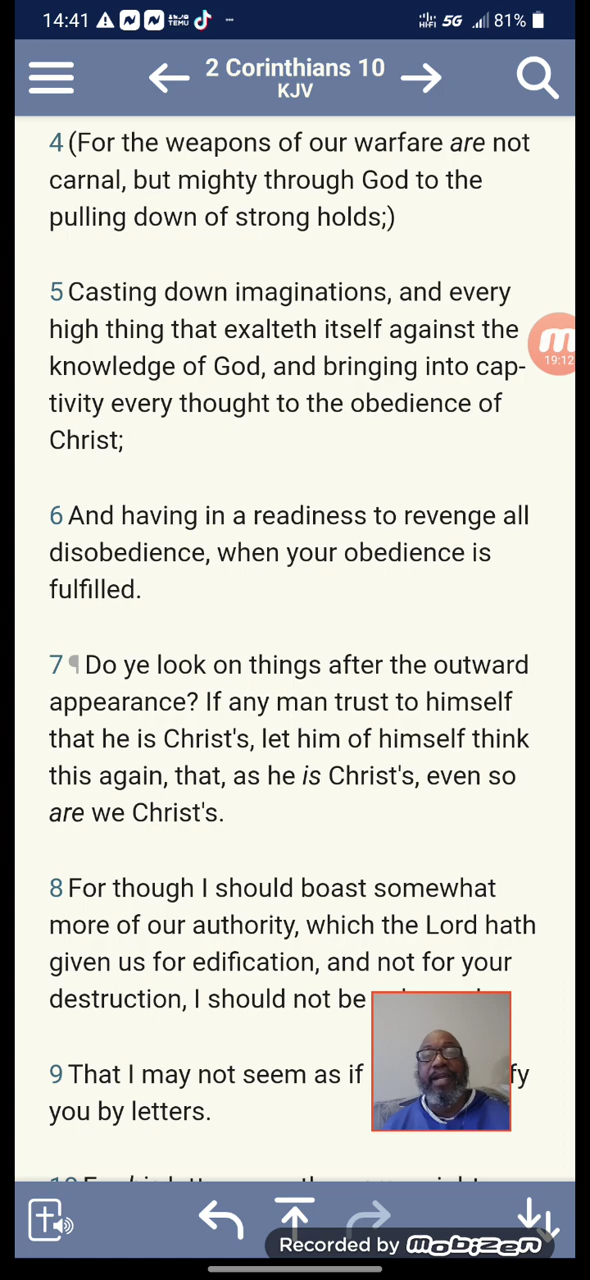 14:41 TEMU HiFi 5G 81%
2 Corinthians 10
KJV
4 (For the weapons of our warfare are not
carnal, but mighty through God to the
pulling down of strong holds;)
5 Casting down imaginations, and every
high thing that exalteth itself against the
knowledge of God, and bringing into cap-
tivity every thought to the obedience of
Christ;
19:12
6 And having in a readiness to revenge all
disobedience, when your obedience is
fulfilled.
7 ¶ Do ye look on things after the outward
appearance? If any man trust to himself
that he is Christ's, let him of himself think
this again, that, as he is Christ's, even so
are we Christ's.
8 For though I should boast somewhat
more of our authority, which the Lord hath
given us for edification, and not for your
destruction, I should not be
9 That I may not seem as if fy
you by letters.
Recorded by mobizen